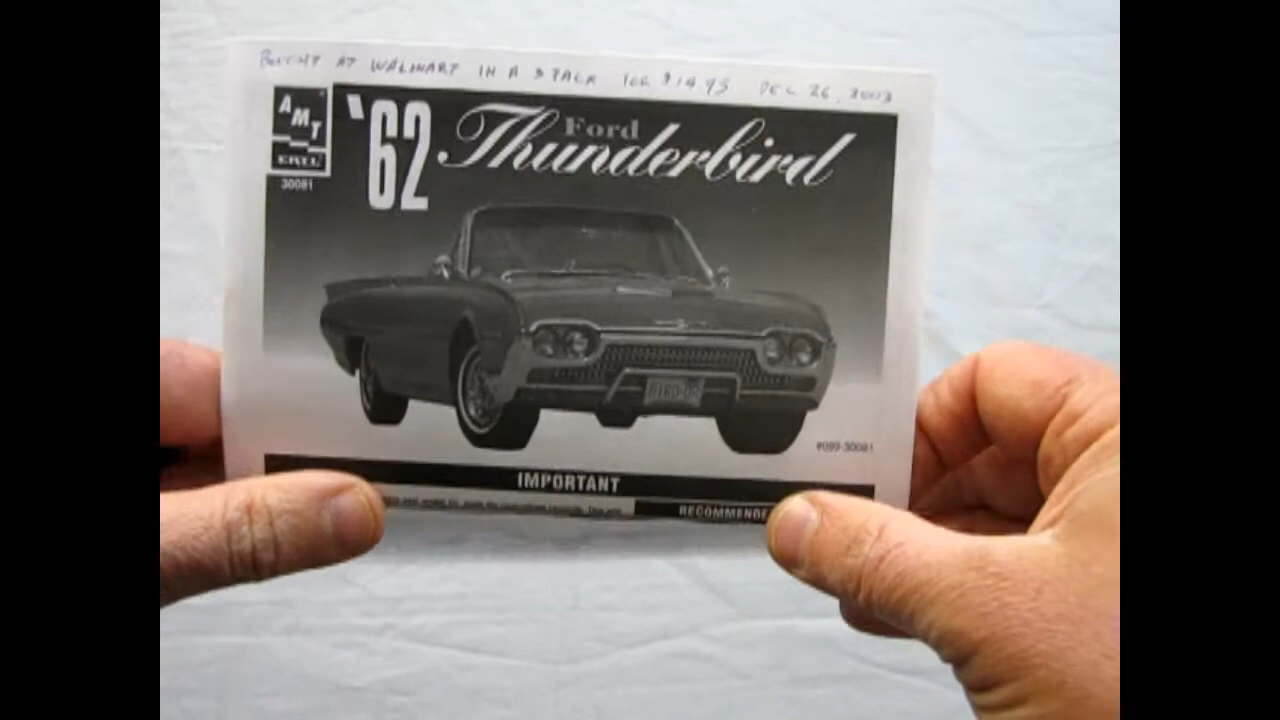 BOUGHT AT WALMART IN A STACK FOR $14.95 DEC 26, 2003
AMT
ERTL
30081
'62
Ford
Thunderbird
#099-30081
IMPORTANT
RECOMMENDE